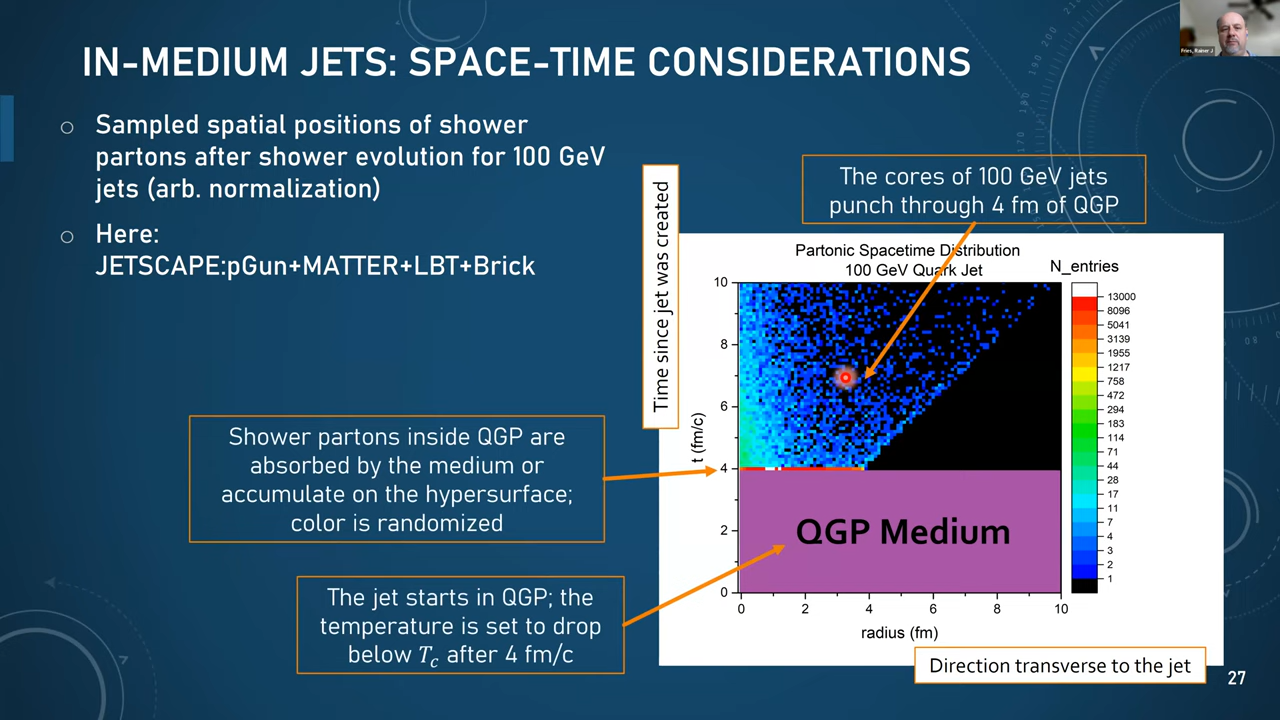 IN-MEDIUM JETS: SPACE-TIME CONSIDERATIONS
Fries, Rainer J
Sampled spatial positions of shower
partons after shower evolution for 100 GeV
jets (arb. normalization)
Here:
JETSCAPE:pGun+MATTER+LBT+Brick
The cores of 100 GeV jets
punch through 4 fm of QGP
Time since jet was created
Partonic Spacetime Distribution
100 GeV Quark Jet
N_entries
10
8
6
4
2
0
t (fm/c)
13000
8096
5041
3139
1955
1217
758
472
294
183
114
71
44
28
17
11
7
4
3
2
1
QGP Medium
0 2 4 6 8 10
radius (fm)
Shower partons inside QGP are
absorbed by the medium or
accumulate on the hypersurface;
color is randomized
The jet starts in QGP; the
temperature is set to drop
below T_c after 4 fm/c
Direction transverse to the jet
27